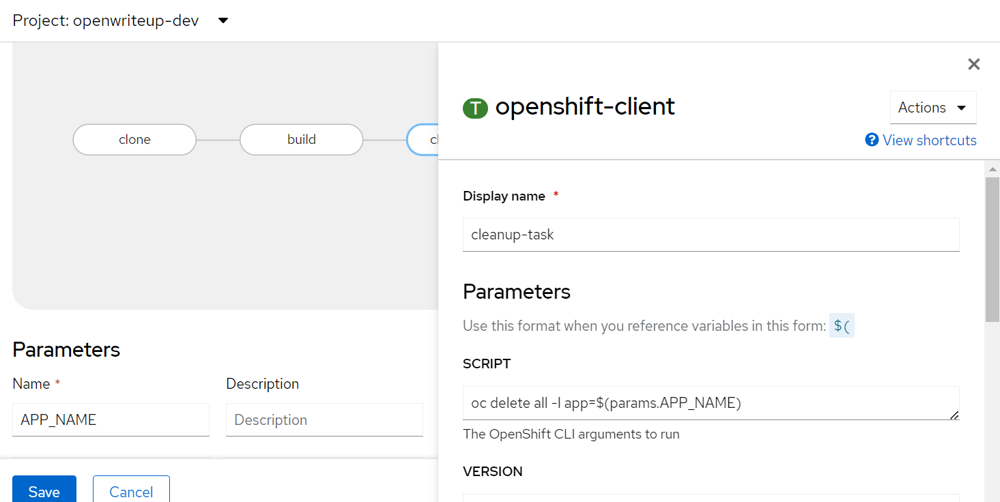 Project: openwriteup-dev
clone
build
Parameters
Name *
Description
APP_NAME
Description
Save
Cancel
T openshift-client
Actions
? View shortcuts
Display name *
cleanup-task
Parameters
Use this format when you reference variables in this form: $(
SCRIPT
oc delete all -l app=$(params.APP_NAME)
The OpenShift CLI arguments to run
VERSION